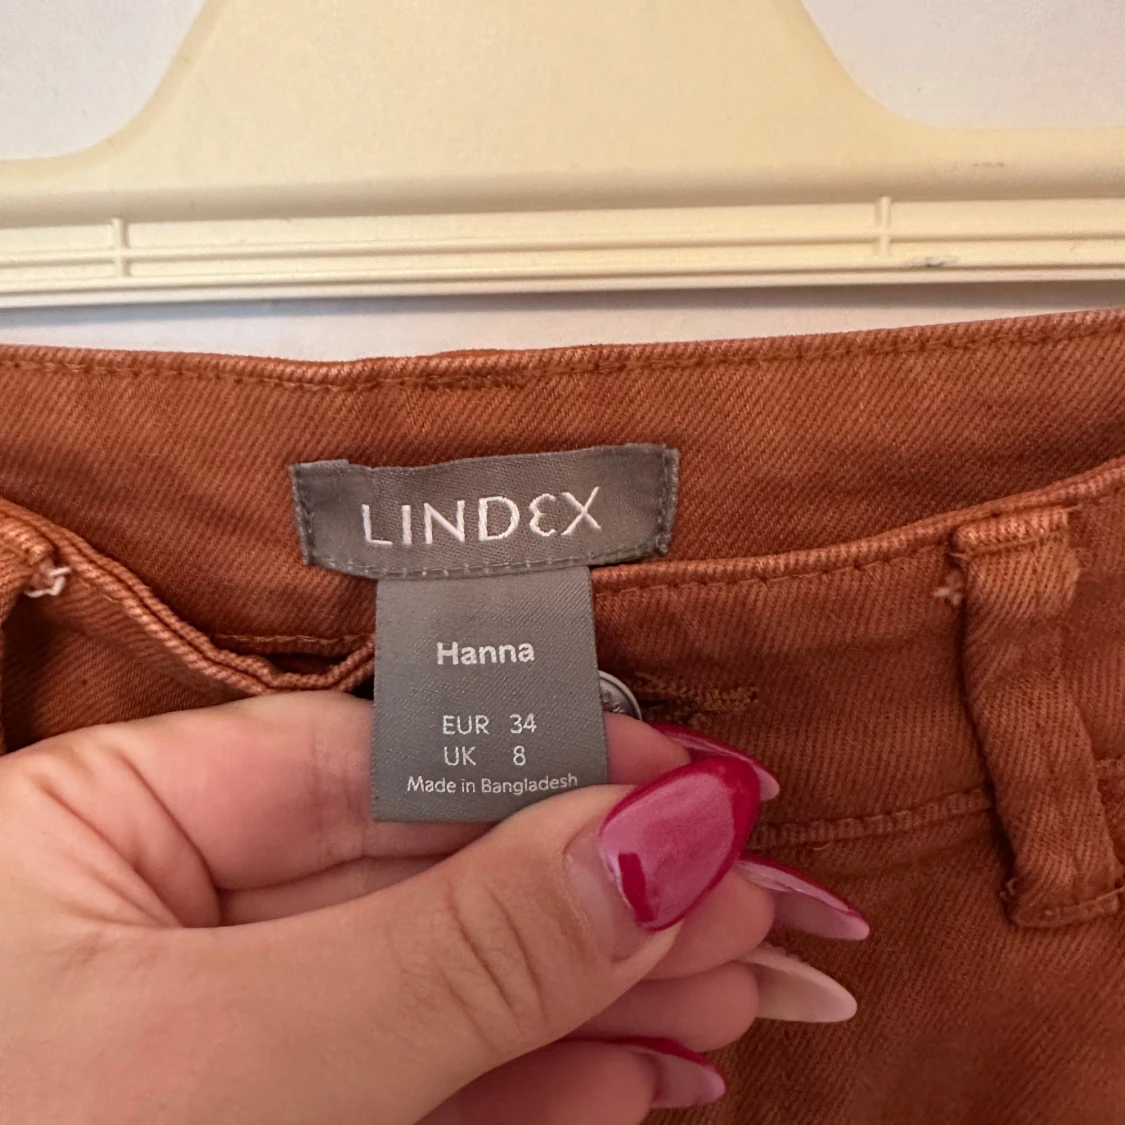 LINDEX
Hanna
EUR 34
UK 8
Made in Bangladesh